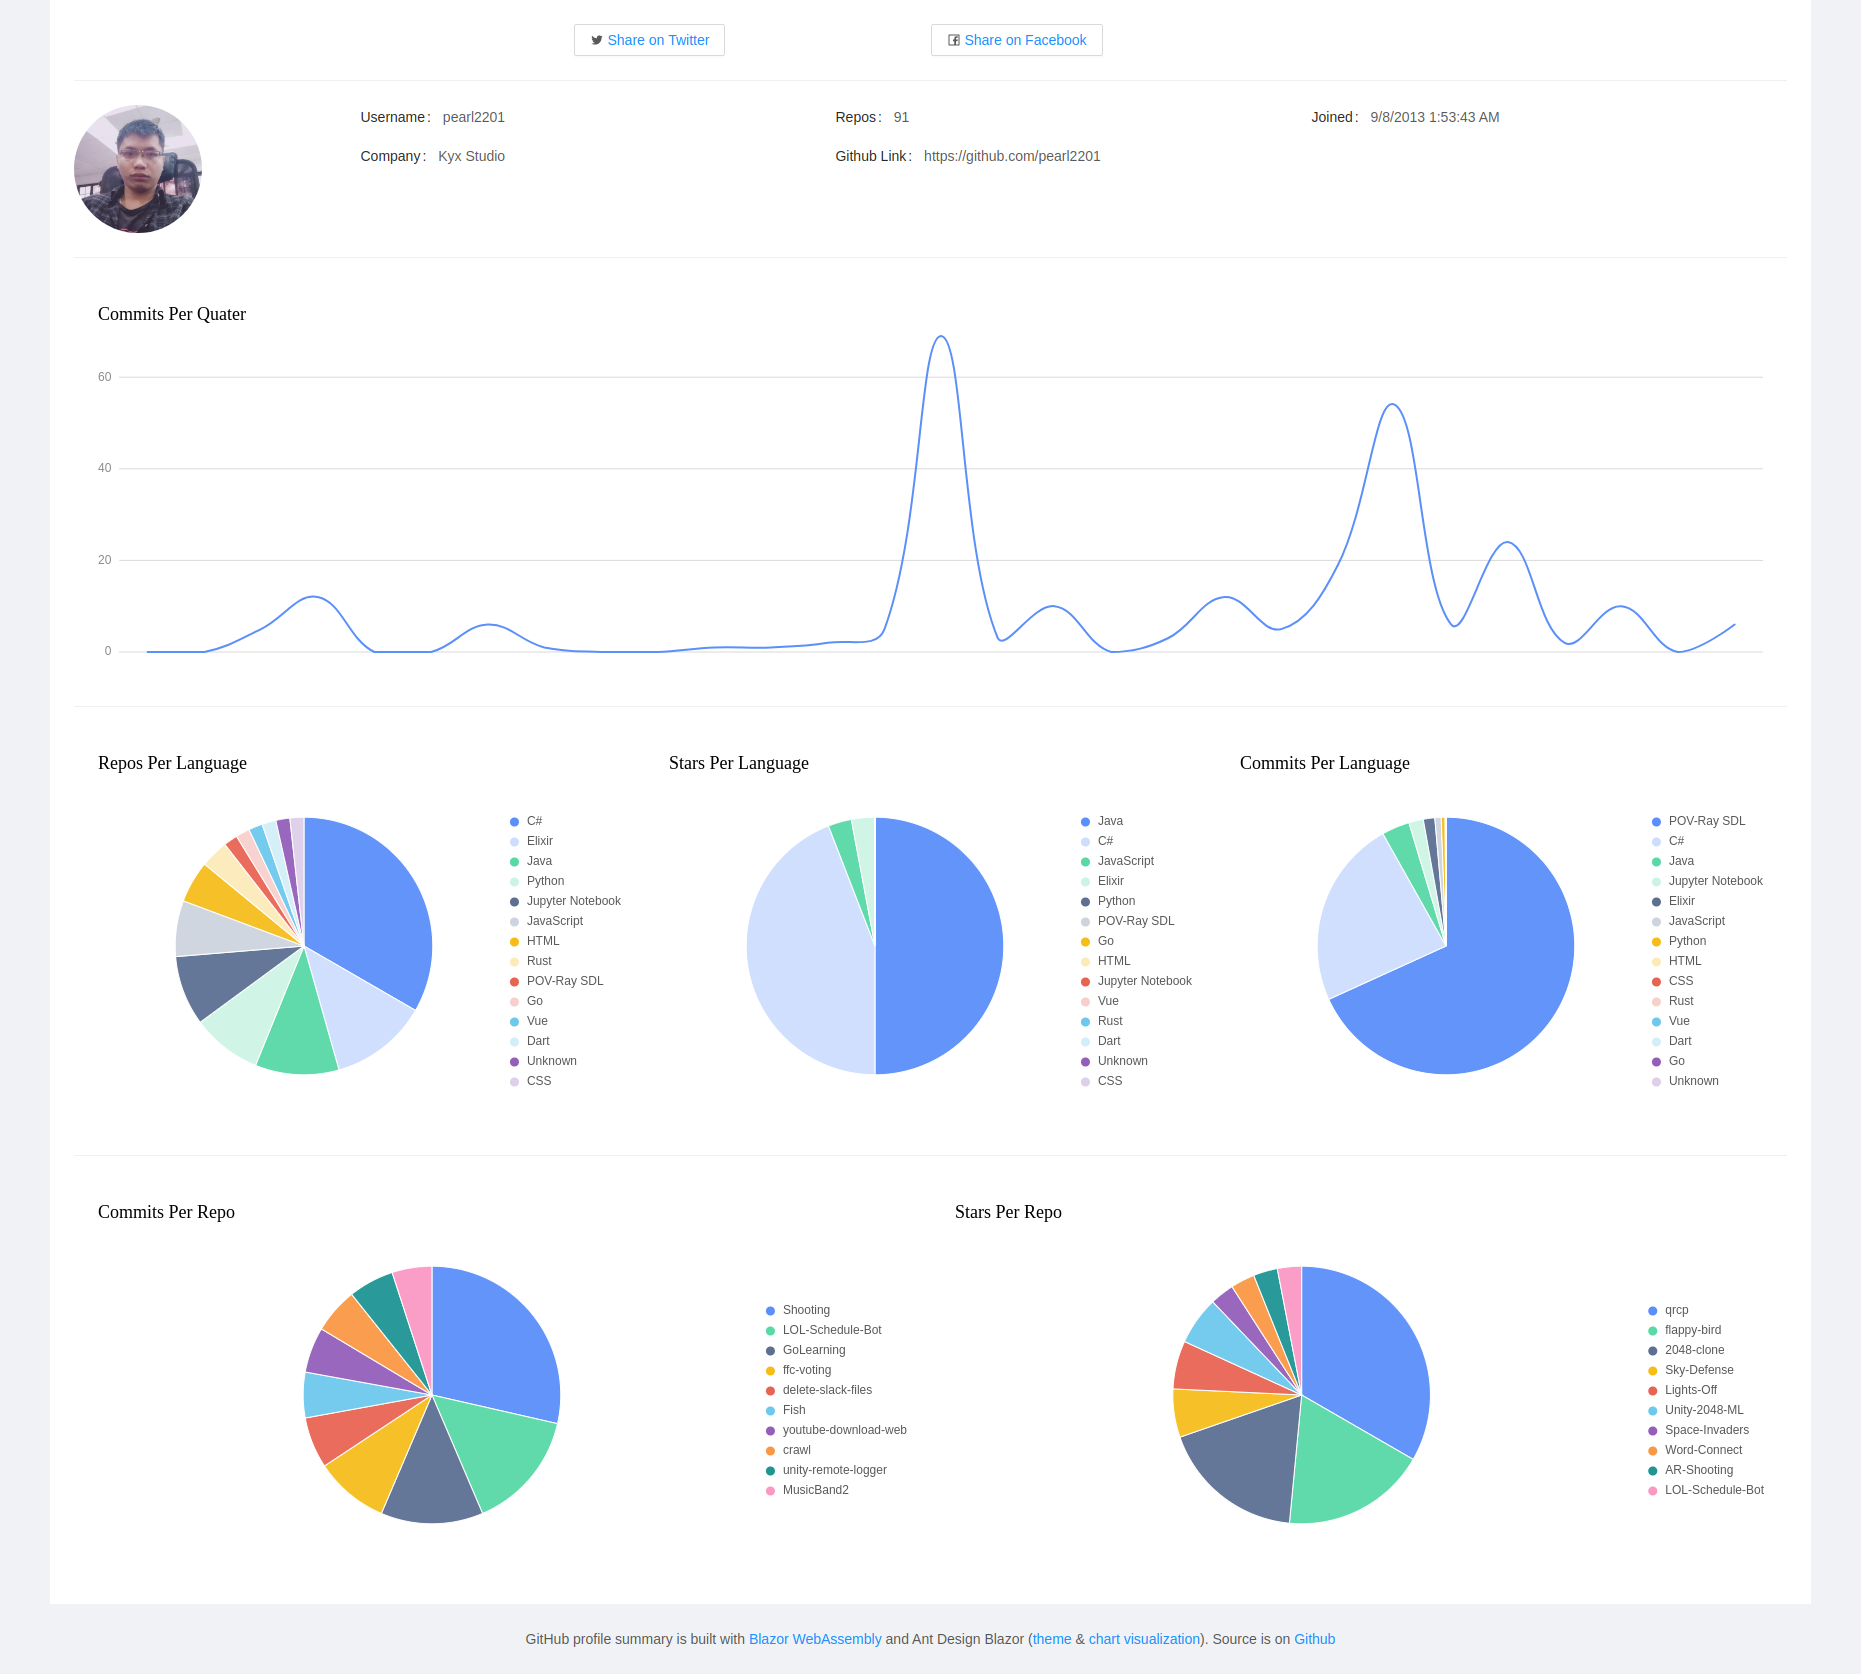 Share on Twitter
Share on Facebook
Username: pearl2201
Repos: 91
Joined: 9/8/2013 1:53:43 AM
Company: Kyx Studio
Github Link: https://github.com/pearl2201
Commits Per Quater
60
40
20
0
Repos Per Language
C#
Elixir
Java
Python
Jupyter Notebook
JavaScript
HTML
Rust
POV-Ray SDL
Go
Vue
Dart
Unknown
CSS
Stars Per Language
Java
C#
JavaScript
Elixir
Python
POV-Ray SDL
Go
HTML
Jupyter Notebook
Vue
Rust
Dart
Unknown
CSS
Commits Per Language
POV-Ray SDL
C#
Java
Jupyter Notebook
Elixir
JavaScript
Python
HTML
CSS
Rust
Vue
Dart
Go
Unknown
Commits Per Repo
Shooting
LOL-Schedule-Bot
GoLearning
ffc-voting
delete-slack-files
Fish
youtube-download-web
crawl
unity-remote-logger
MusicBand2
Stars Per Repo
qrcp
flappy-bird
2048-clone
Sky-Defense
Lights-Off
Unity-2048-ML
Space-Invaders
Word-Connect
AR-Shooting
LOL-Schedule-Bot
GitHub profile summary is built with Blazor WebAssembly and Ant Design Blazor (theme & chart visualization). Source is on Github